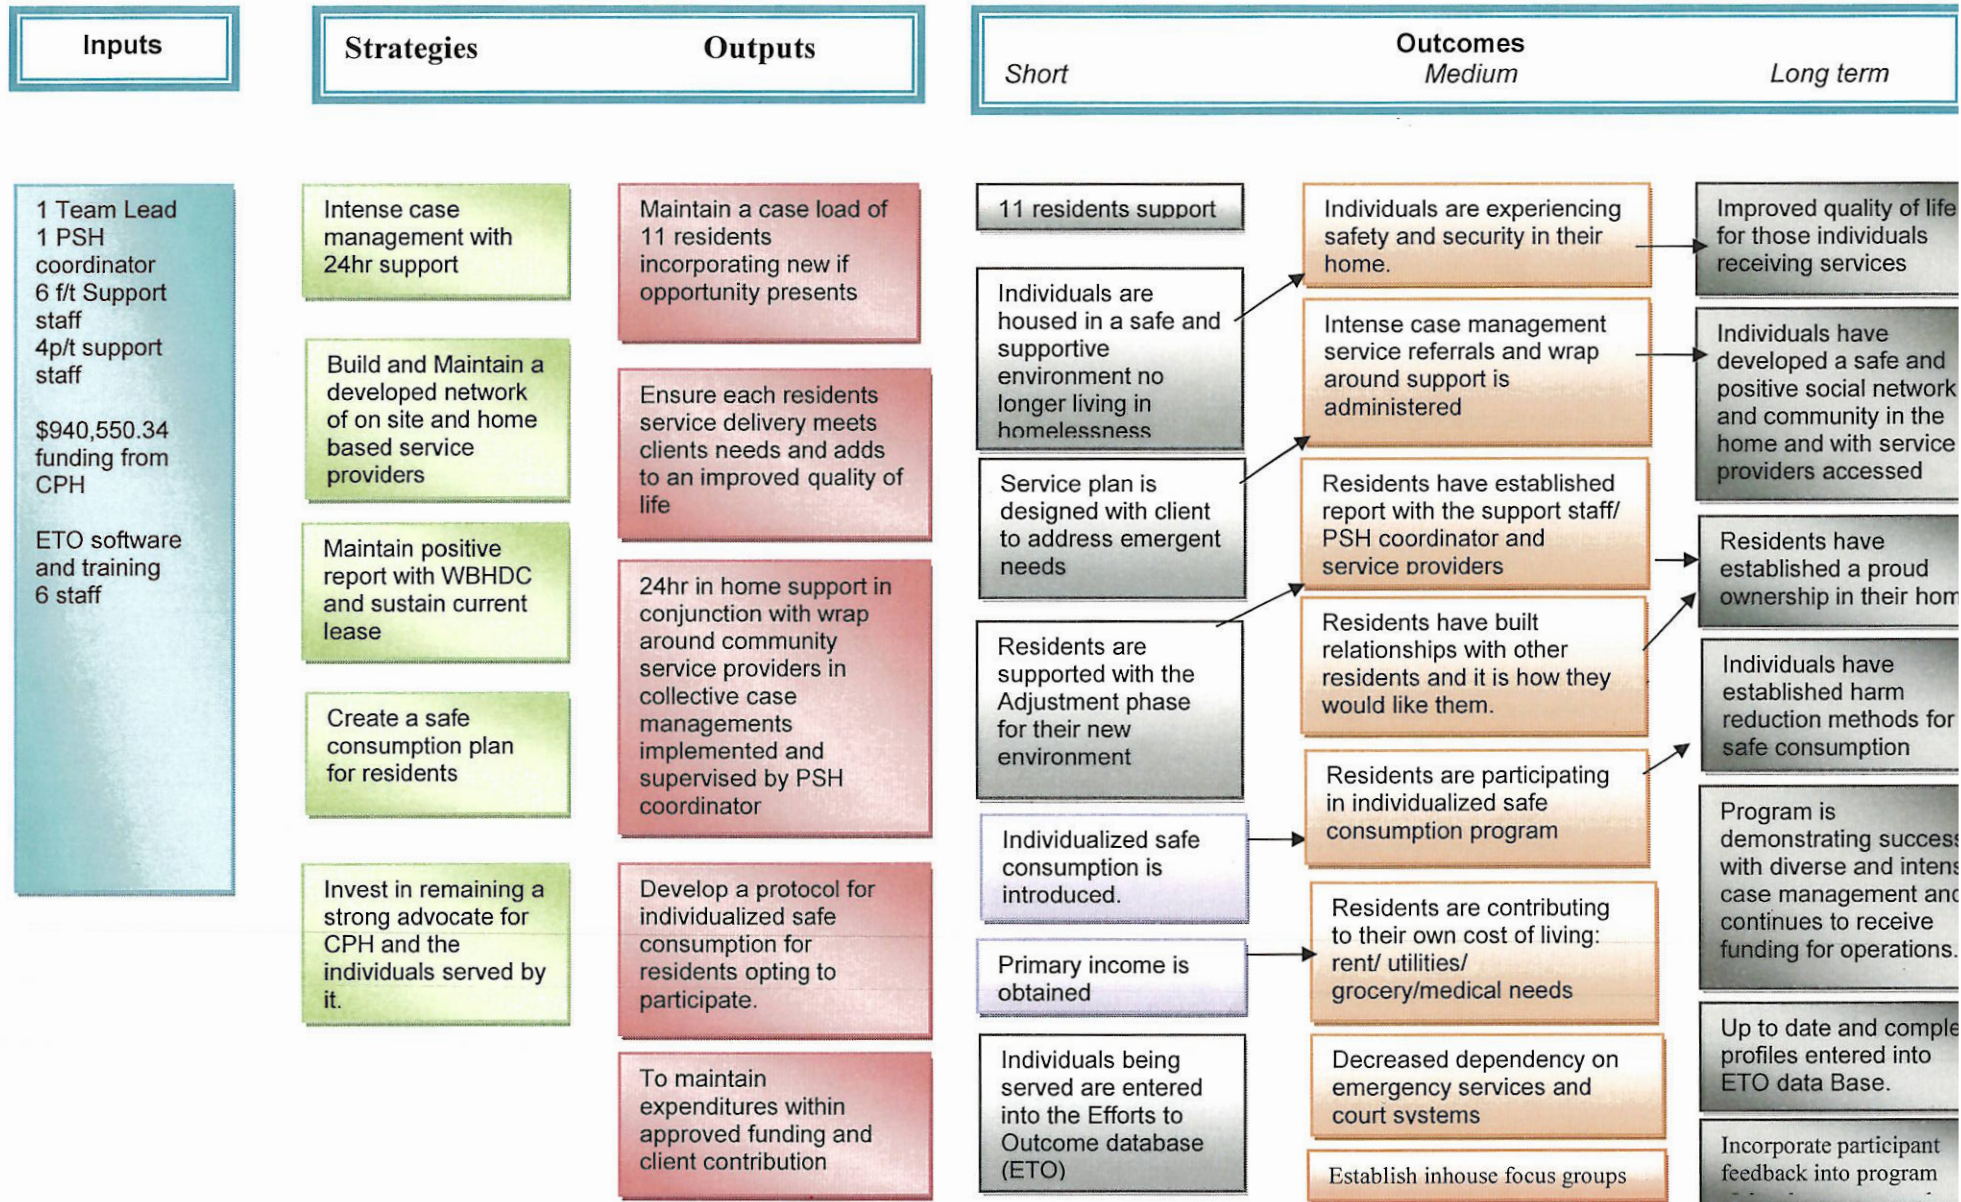 Inputs
Strategies Outputs
Outcomes
Short Medium Long term
1 Team Lead
1 PSH
coordinator
6 f/t Support
staff
4p/t support
staff
$940,550.34
funding from
CPH
ETO software
and training
6 staff
Intense case
management with
24hr support
Build and Maintain a
developed network
of on site and home
based service
providers
Maintain positive
report with WBHDC
and sustain current
lease
Create a safe
consumption plan
for residents
Invest in remaining a
strong advocate for
CPH and the
individuals served by
it.
Maintain a case load of
11 residents
incorporating new if
opportunity presents
Ensure each residents
service delivery meets
clients needs and adds
to an improved quality of
life
24hr in home support in
conjunction with wrap
around community
service providers in
collective case
managements
implemented and
supervised by PSH
coordinator
Develop a protocol for
individualized safe
consumption for
residents opting to
participate.
To maintain
expenditures within
approved funding and
client contribution
11 residents support
Individuals are
housed in a safe and
supportive
environment no
longer living in
homelessness
Service plan is
designed with client
to address emergent
needs
Residents are
supported with the
Adjustment phase
for their new
environment
Individualized safe
consumption is
introduced.
Primary income is
obtained
Individuals being
served are entered
into the Efforts to
Outcome database
(ETO)
Individuals are experiencing
safety and security in their
home.
Intense case management
service referrals and wrap
around support is
administered
Residents have established
report with the support staff/
PSH coordinator and
service providers
Residents have built
relationships with other
residents and it is how they
would like them.
Residents are participating
in individualized safe
consumption program
Residents are contributing
to their own cost of living:
rent/ utilities/
grocery/medical needs
Decreased dependency on
emergency services and
court systems
Establish inhouse focus groups
Improved quality of life
for those individuals
receiving services
Individuals have
developed a safe and
positive social network
and community in the
home and with service
providers accessed
Residents have
established a proud
ownership in their hom
Individuals have
established harm
reduction methods for
safe consumption
Program is
demonstrating success
with diverse and intens
case management and
continues to receive
funding for operations.
Up to date and comple
profiles entered into
ETO data Base.
Incorporate participant
feedback into program